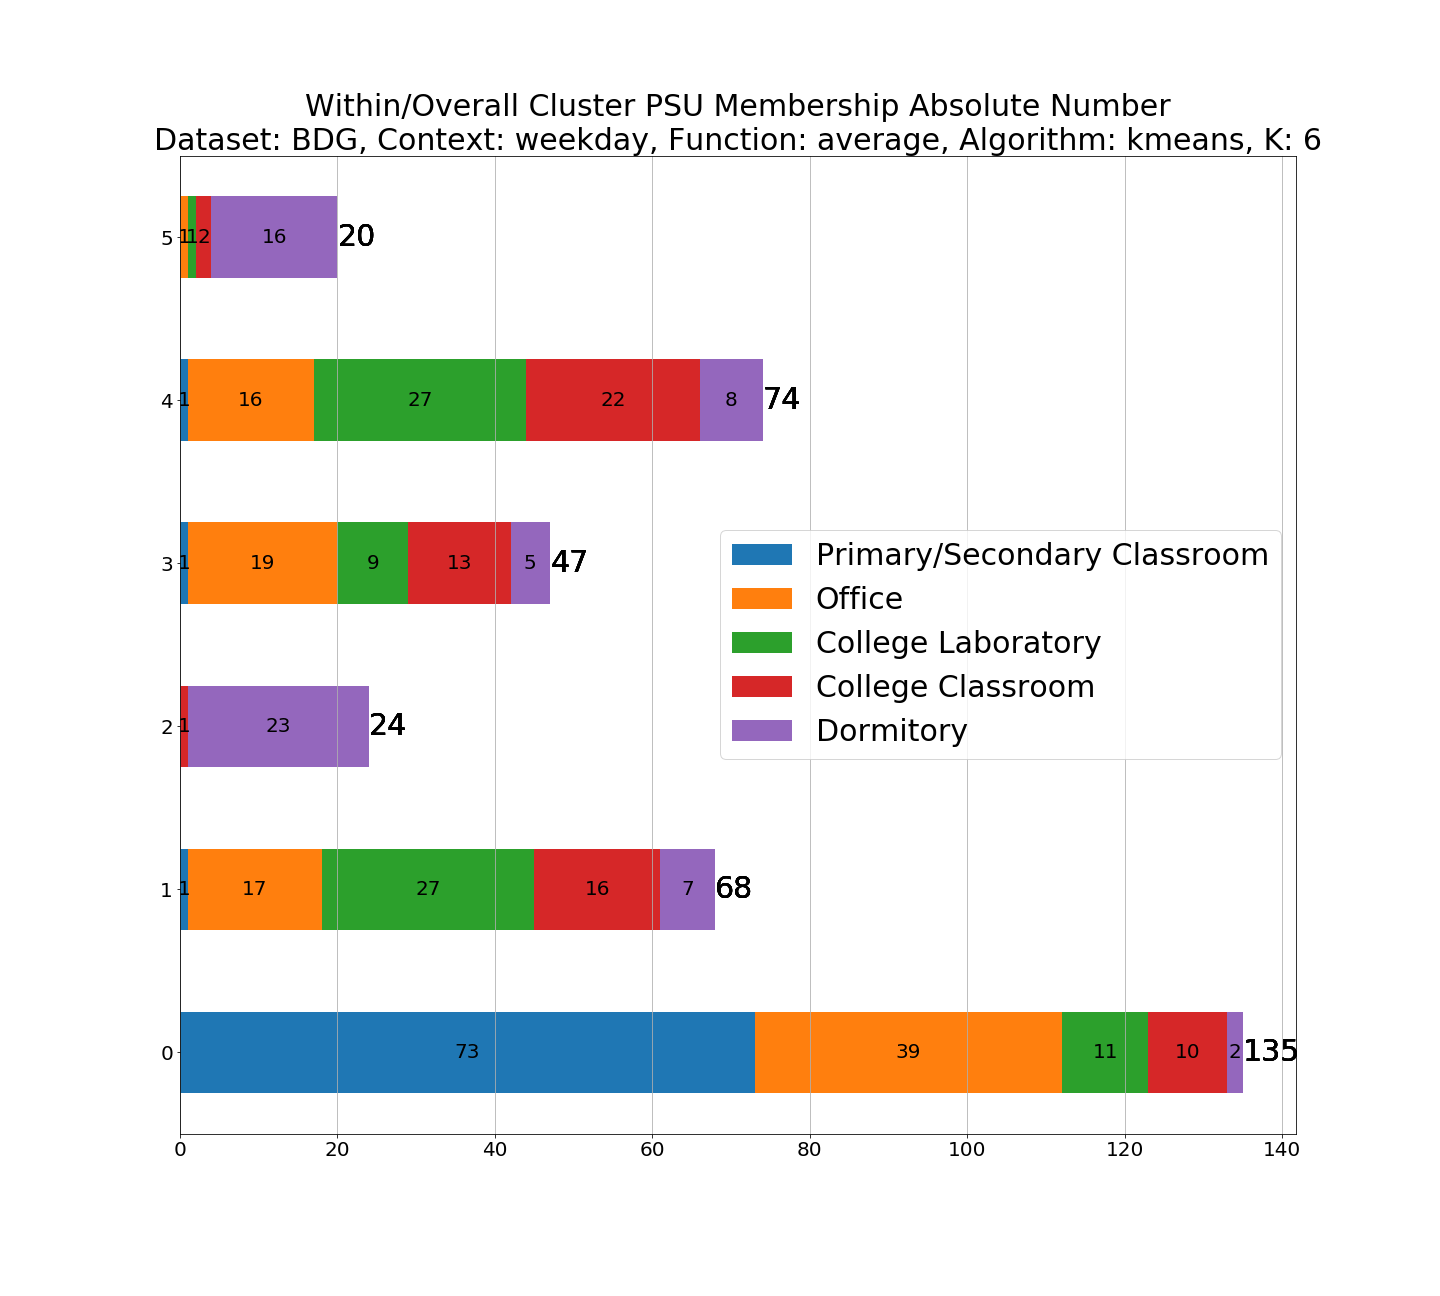 Within/Overall Cluster PSU Membership Absolute Number
Dataset: BDG, Context: weekday, Function: average, Algorithm: kmeans, K: 6
5 1 1 2 16 20
4 1 16 27 22 8 74
3 1 19 9 13 5 47
Primary/Secondary Classroom
Office
College Laboratory
College Classroom
Dormitory
2 1 23 24
1 1 17 27 16 7 68
0 73 39 11 10 2 135
0 20 40 60 80 100 120 140